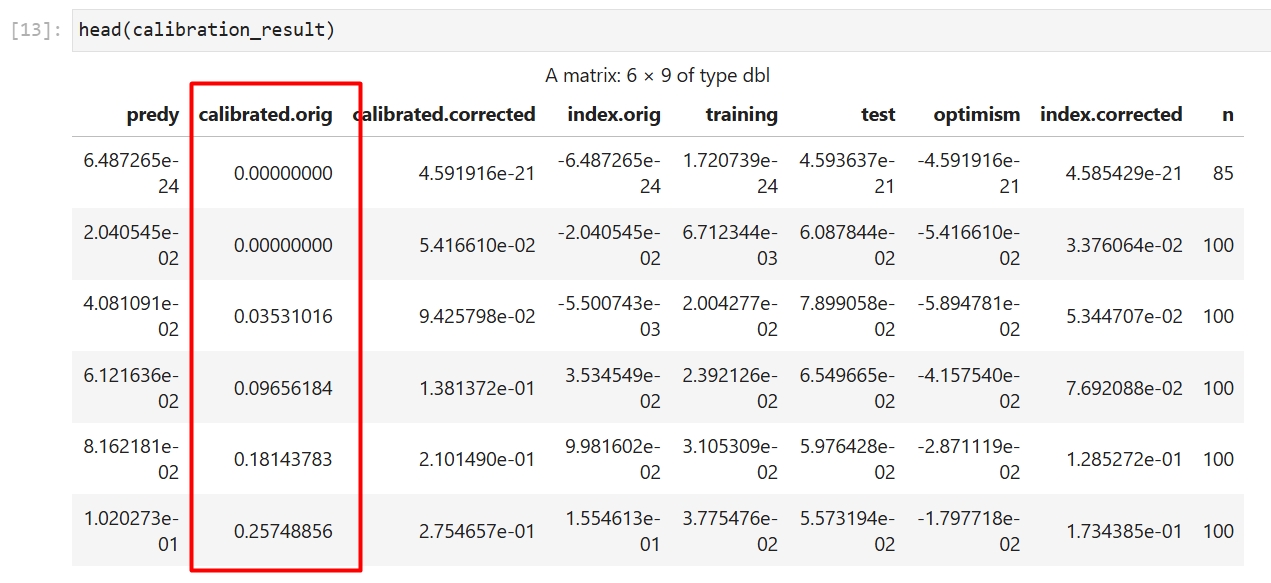 [13]: head(calibration_result)
A matrix: 6 × 9 of type dbl
predy calibrated.orig calibrated.corrected index.orig training test optimism index.corrected n
6.487265e- -6.487265e- 1.720739e- 4.593637e- -4.591916e-
0.00000000 4.591916e-21 4.585429e-21 85
24 24 24 21 21
2.040545e- -2.040545e- 6.712344e- 6.087844e- -5.416610e-
0.00000000 5.416610e-02 3.376064e-02 100
02 02 03 02 02
4.081091e- -5.500743e- 2.004277e- 7.899058e- -5.894781e-
0.03531016 9.425798e-02 5.344707e-02 100
02 03 02 02 02
6.121636e- 3.534549e- 2.392126e- 6.549665e- -4.157540e-
0.09656184 1.381372e-01 7.692088e-02 100
02 02 02 02 02
8.162181e- 9.981602e- 3.105309e- 5.976428e- -2.871119e-
0.18143783 2.101490e-01 1.285272e-01 100
02 02 02 02 02
1.020273e- 1.554613e- 3.775476e- 5.573194e- -1.797718e-
0.25748856 2.754657e-01 1.734385e-01 100
01 01 02 02 02